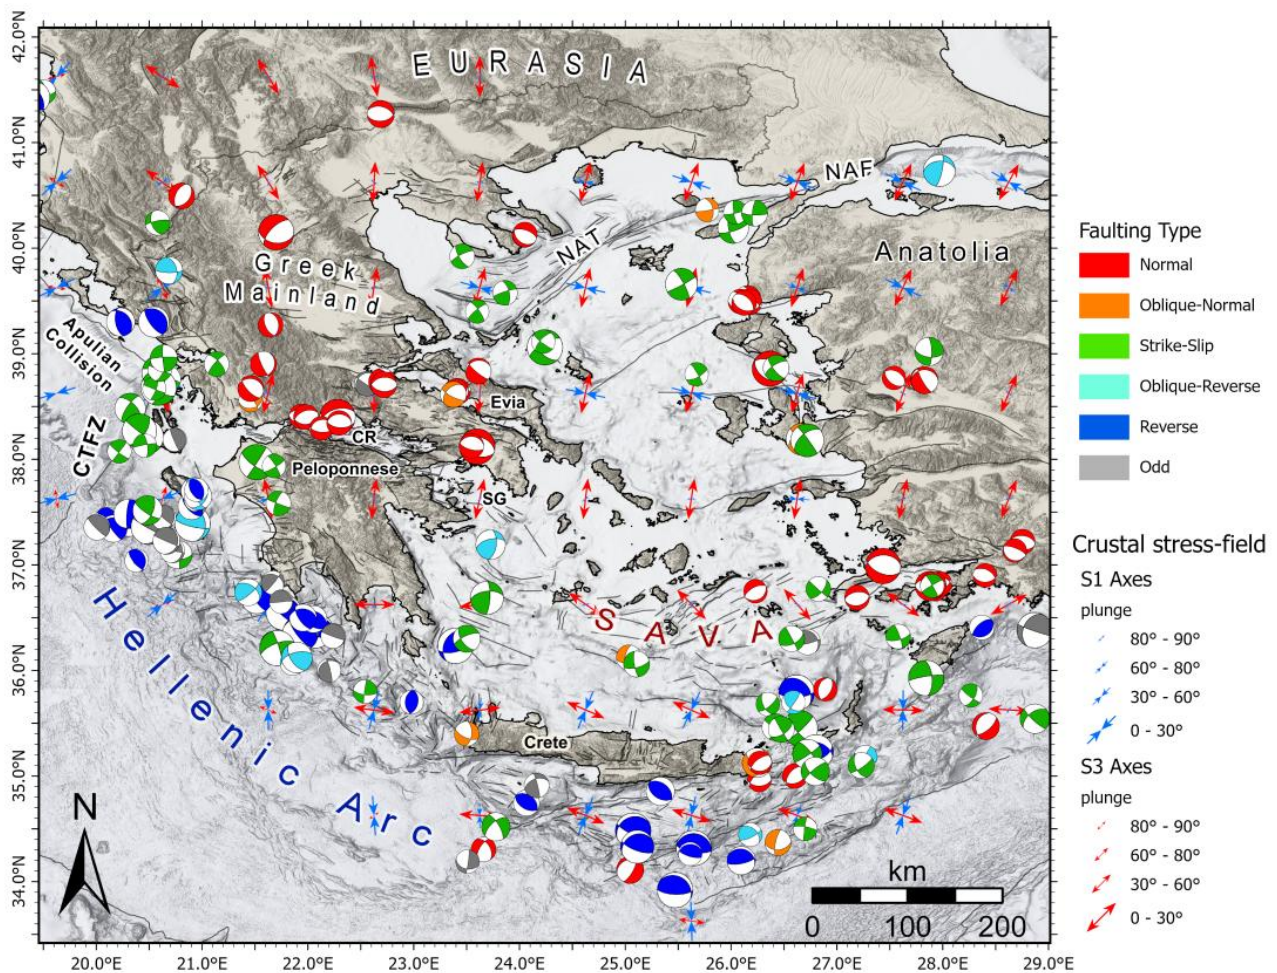 42.0°N
41.0°N
40.0°N
39.0°N
38.0°N
37.0°N
36.0°N
35.0°N
34.0°N
EURASIA
NAF
NAT
Anatolia
Greek
Mainland
Apulian
Collision
CTFZ
Evia
CR
Peloponnese
SG
SAVA
Hellenic Arc
Crete
N
km
0 100 200
20.0°E 21.0°E 22.0°E 23.0°E 24.0°E 25.0°E 26.0°E 27.0°E 28.0°E 29.0°E
Faulting Type
Normal
Oblique-Normal
Strike-Slip
Oblique-Reverse
Reverse
Odd
Crustal stress-field
S1 Axes
plunge
80° - 90°
60° - 80°
30° - 60°
0 - 30°
S3 Axes
plunge
80° - 90°
60° - 80°
30° - 60°
0 - 30°